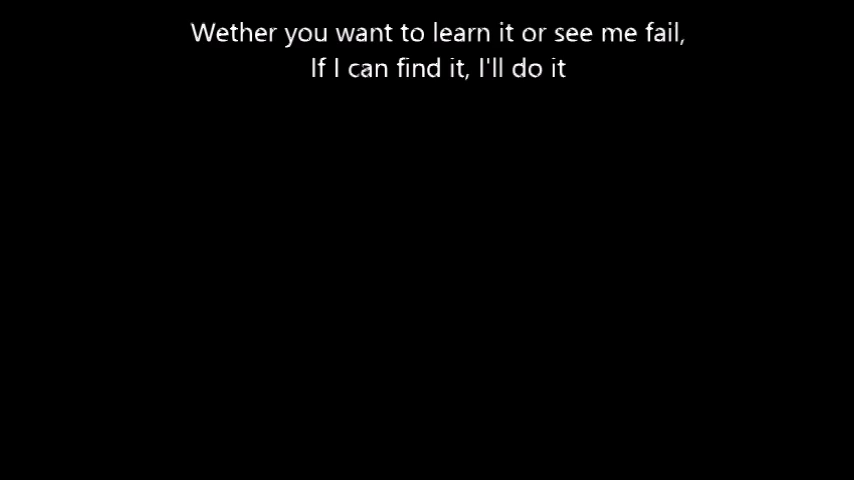 Wether you want to learn it or see me fail,
If I can find it, I'll do it